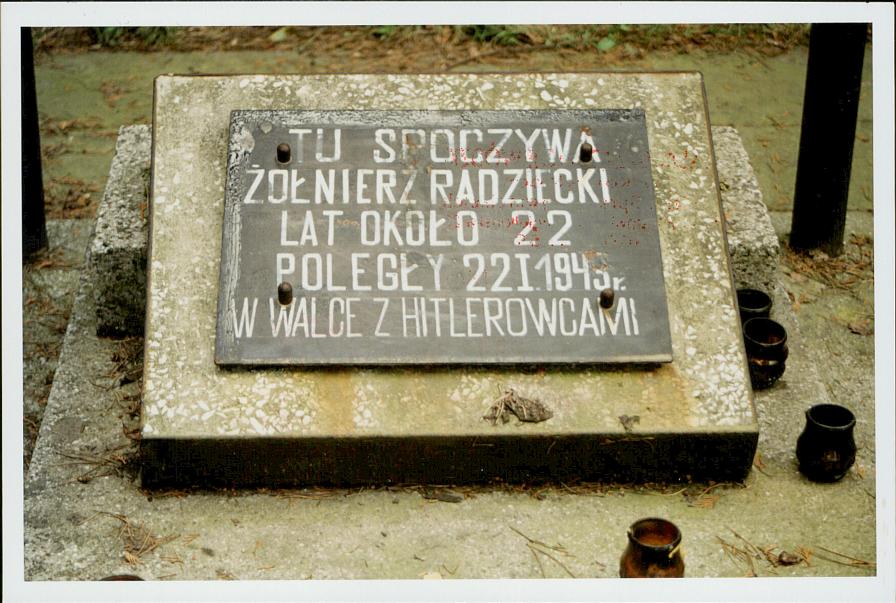 TU SPOCZYWA
ŻOŁNIERZ RADZIECKI
LAT OKOŁO 22
POLEGŁY 22 I 1945r.
W WALCE Z HITLEROWCAMI